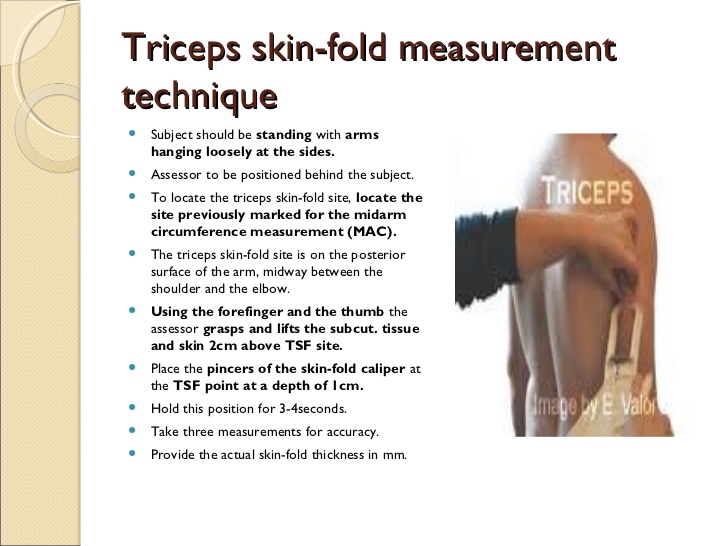 Triceps skin-fold measurement
technique
Subject should be standing with arms
hanging loosely at the sides.
Assessor to be positioned behind the subject.
To locate the triceps skin-fold site, locate the
site previously marked for the midarm
circumference measurement (MAC).
The triceps skin-fold site is on the posterior
surface of the arm, midway between the
shoulder and the elbow.
Using the forefinger and the thumb the
assessor grasps and lifts the subcut. tissue
and skin 2cm above TSF site.
Place the pincers of the skin-fold caliper at
the TSF point at a depth of 1cm.
Hold this position for 3-4seconds.
Take three measurements for accuracy.
Provide the actual skin-fold thickness in mm.
TRICEPS
Image by E. Valor